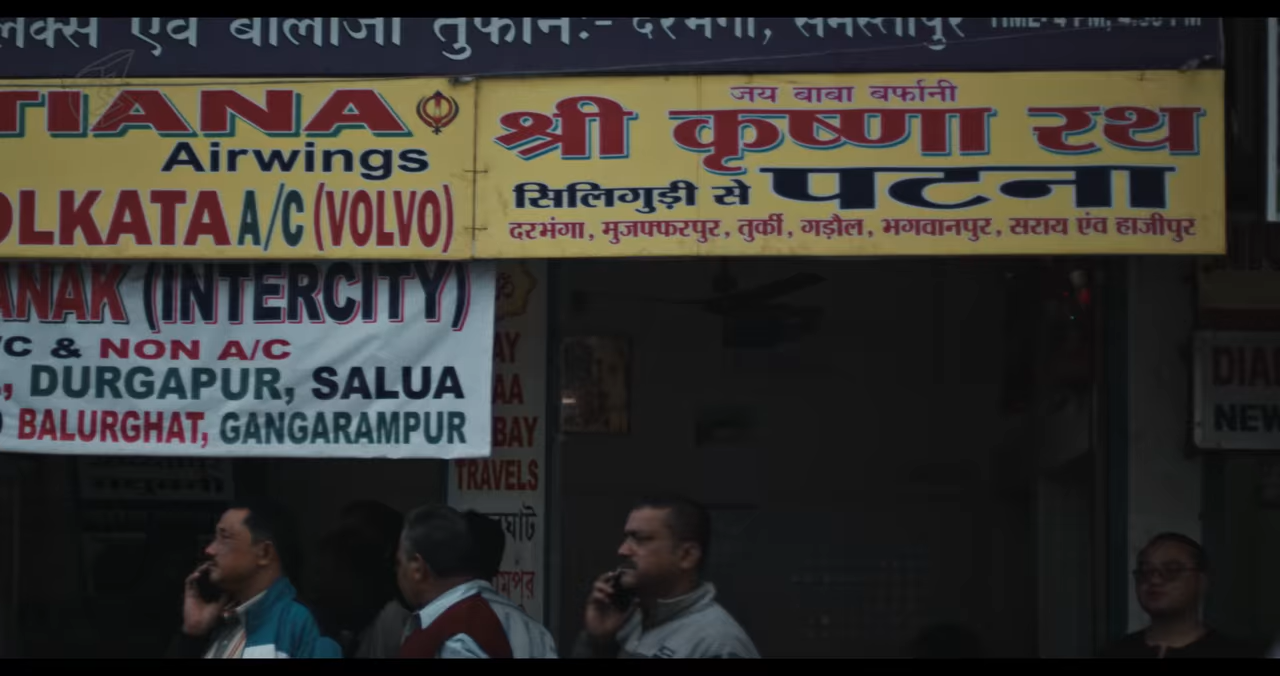 एवं बालाजी तुफान:- दरभंगा, समस्तीपुर
TIANA
Airwings
OLKATA A/C (VOLVO)
जय बाबा बर्फानी
श्री कृष्णा रथ
सिलिगुड़ी से पटना
दरभंगा, मुजफ्फरपुर, तुर्की, गड़ौल, भगवानपुर, सराय एंव हाजीपुर
ANAK (INTERCITY)
/C & NON A/C
DURGAPUR, SALUA
BALURGHAT, GANGARAMPUR
AY
AA
BAY
TRAVELS
DIA
NEW